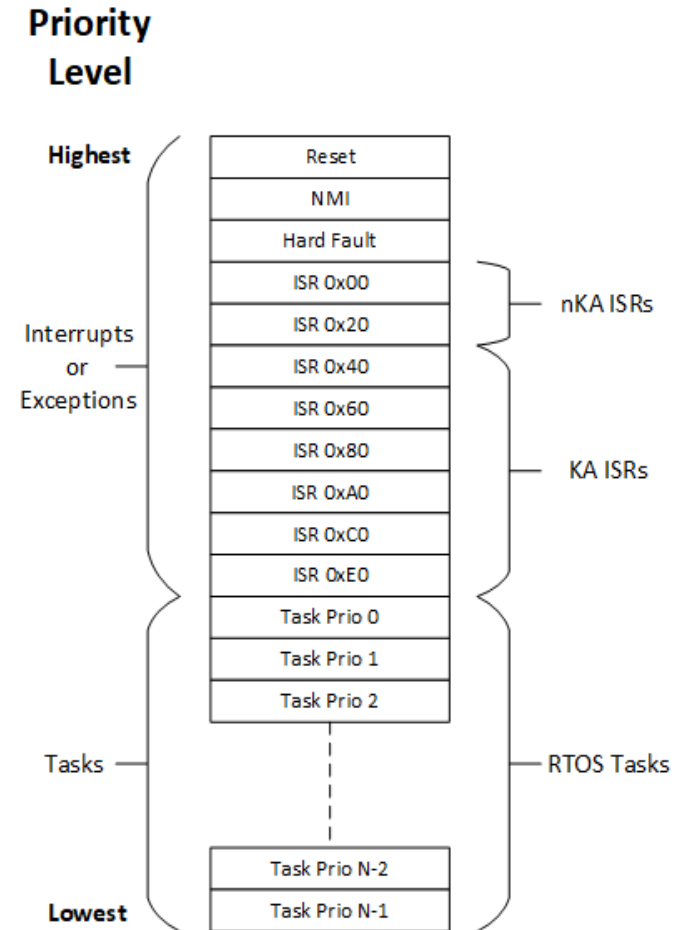 Priority
Level
Highest
Reset
NMI
Hard Fault
ISR 0x00
nKA ISRs
ISR 0x20
Interrupts
or
Exceptions
ISR 0x40
ISR 0x60
ISR 0x80
KA ISRs
ISR 0xA0
ISR 0xC0
ISR 0xE0
Task Prio 0
Task Prio 1
Task Prio 2
Tasks
RTOS Tasks
Task Prio N-2
Lowest
Task Prio N-1